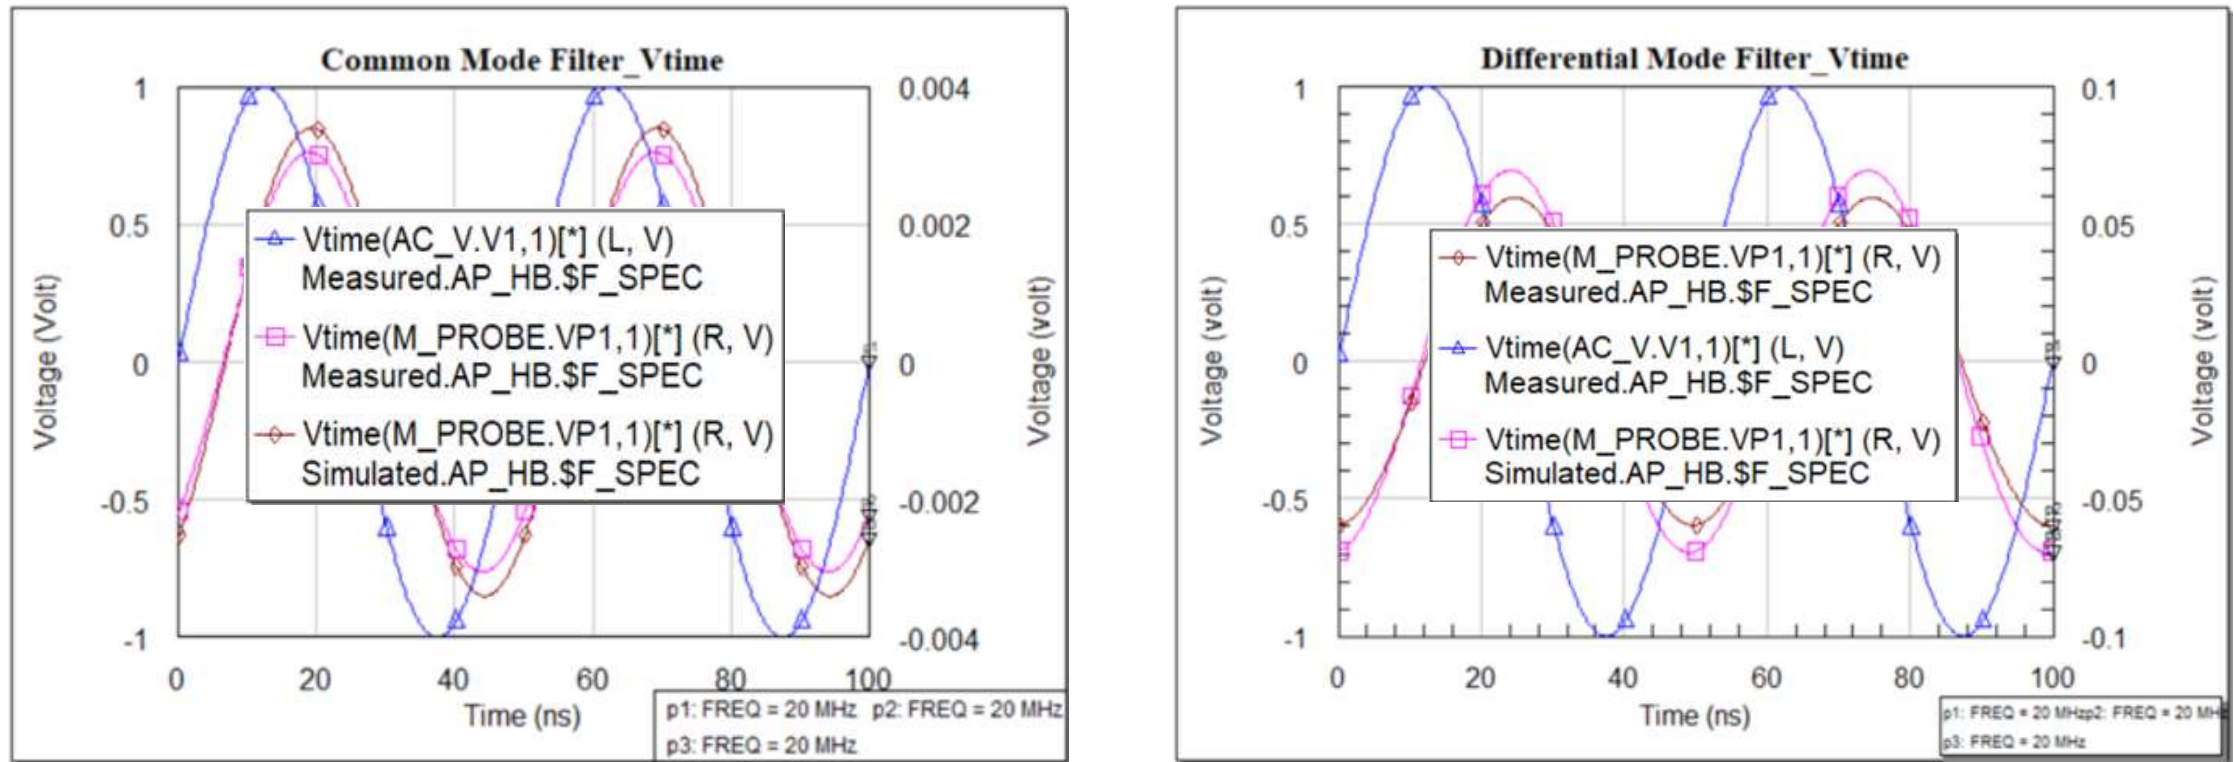 Common Mode Filter_Vtime
1
0.5
0
-0.5
-1
Voltage (Volt)
0.004
0.002
0
-0.002
-0.004
Voltage (volt)
Vtime(AC_V.V1,1)[*] (L, V)
Measured.AP_HB.$F_SPEC
Vtime(M_PROBE.VP1,1)[*] (R, V)
Measured.AP_HB.$F_SPEC
Vtime(M_PROBE.VP1,1)[*] (R, V)
Simulated.AP_HB.$F_SPEC
0 20 40 60 80 100
Time (ns)
p1: FREQ = 20 MHz p2: FREQ = 20 MHz
p3: FREQ = 20 MHz
Differential Mode Filter_Vtime
1
0.5
0
-0.5
-1
Voltage (volt)
0.1
0.05
0
-0.05
-0.1
Voltage (volt)
Vtime(M_PROBE.VP1,1)[*] (R, V)
Measured.AP_HB.$F_SPEC
Vtime(AC_V.V1,1)[*] (L, V)
Measured.AP_HB.$F_SPEC
Vtime(M_PROBE.VP1,1)[*] (R, V)
Simulated.AP_HB.$F_SPEC
0 20 40 60 80 100
Time (ns)
p1: FREQ = 20 MHzp2: FREQ = 20 MHz
p3: FREQ = 20 MHz